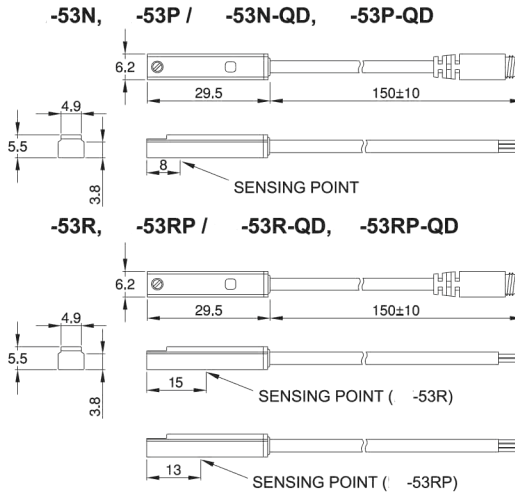 -53N, -53P / -53N-QD, -53P-QD
6.2
29.5 150±10
4.9
5.5
3.8
8
SENSING POINT
-53R, -53RP / -53R-QD, -53RP-QD
6.2
29.5 150±10
4.9
5.5
3.8
15
SENSING POINT ( -53R)
13
SENSING POINT ( -53RP)